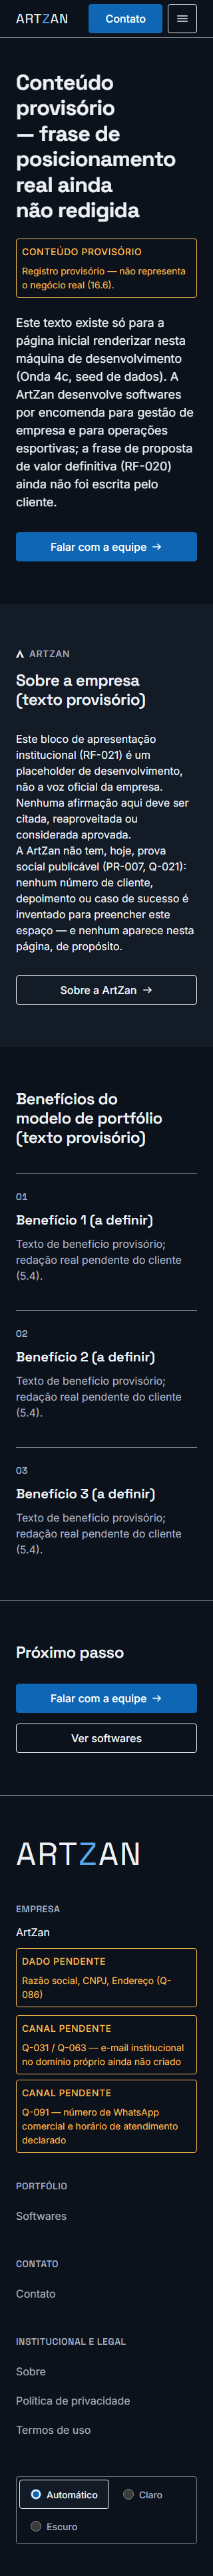 ARTZAN
Contato
Conteúdo
provisório
— frase de
posicionamento
real ainda
não redigida
CONTEÚDO PROVISÓRIO
Registro provisório — não representa
o negócio real (16.6).
Este texto existe só para a
página inicial renderizar nesta
máquina de desenvolvimento
(Onda 4c, seed de dados). A
ArtZan desenvolve softwares
por encomenda para gestão de
empresa e para operações
esportivas; a frase de proposta
de valor definitiva (RF-020)
ainda não foi escrita pelo
cliente.
Falar com a equipe →
ARTZAN
Sobre a empresa
(texto provisório)
Este bloco de apresentação
institucional (RF-021) é um
placeholder de desenvolvimento,
não a voz oficial da empresa.
Nenhuma afirmação aqui deve ser
citada, reaproveitada ou
considerada aprovada.
A ArtZan não tem, hoje, prova
social publicável (PR-007, Q-021):
nenhum número de cliente,
depoimento ou caso de sucesso é
inventado para preencher este
espaço — e nenhum aparece nesta
página, de propósito.
Sobre a ArtZan →
Benefícios do
modelo de portfólio
(texto provisório)
01
Benefício 1 (a definir)
Texto de benefício provisório;
redação real pendente do cliente
(5.4).
02
Benefício 2 (a definir)
Texto de benefício provisório;
redação real pendente do cliente
(5.4).
03
Benefício 3 (a definir)
Texto de benefício provisório;
redação real pendente do cliente
(5.4).
Próximo passo
Falar com a equipe →
Ver softwares
ARTZAN
EMPRESA
ArtZan
DADO PENDENTE
Razão social, CNPJ, Endereço (Q-
086)
CANAL PENDENTE
Q-031 / Q-063 — e-mail institucional
no domínio próprio ainda não criado
CANAL PENDENTE
Q-091 — número de WhatsApp
comercial e horário de atendimento
declarado
PORTFÓLIO
Softwares
CONTATO
Contato
INSTITUCIONAL E LEGAL
Sobre
Política de privacidade
Termos de uso
Automático
Claro
Escuro